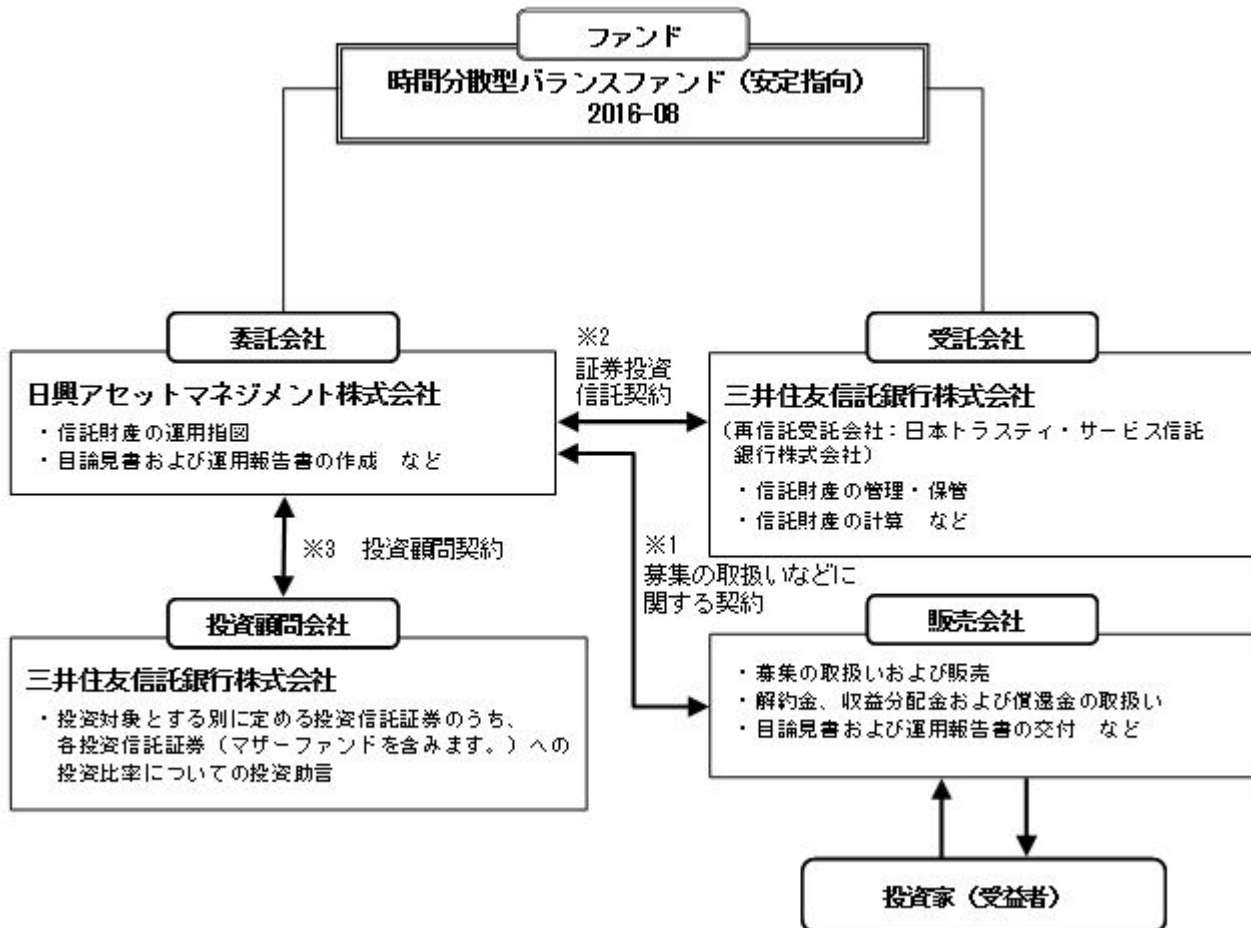 ファンド
時間分散型バランスファンド（安定指向）
2016-08
委託会社
日興アセットマネジメント株式会社
・信託財産の運用指図
・目論見書および運用報告書の作成　など
※2
証券投資
信託契約
受託会社
三井住友信託銀行株式会社
（再信託受託会社：日本トラスティ・サービス信託
銀行株式会社）
・信託財産の管理・保管
・信託財産の計算　など
※3　投資顧問契約
※1
募集の取扱いなどに
関する契約
投資顧問会社
三井住友信託銀行株式会社
・投資対象とする別に定める投資信託証券のうち、
各投資信託証券（マザーファンドを含みます。）への
投資比率についての投資助言
販売会社
・募集の取扱いおよび販売
・解約金、収益分配金および償還金の取扱い
・目論見書および運用報告書の交付　など
投資家（受益者）